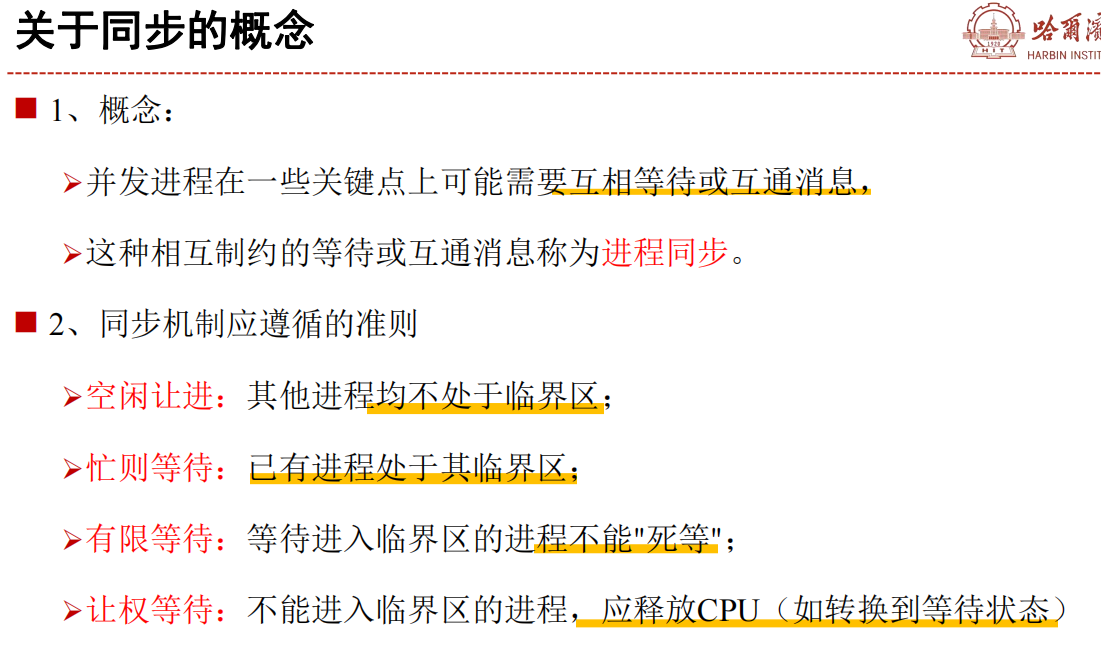 关于同步的概念
哈爾濱
HARBIN INSTIT
1920
HIT
■ 1、概念：
➢并发进程在一些关键点上可能需要互相等待或互通消息，
➢这种相互制约的等待或互通消息称为进程同步。
■ 2、同步机制应遵循的准则
➢空闲让进：其他进程均不处于临界区；
➢忙则等待：已有进程处于其临界区；
➢有限等待：等待进入临界区的进程不能"死等"；
➢让权等待：不能进入临界区的进程，应释放CPU（如转换到等待状态）